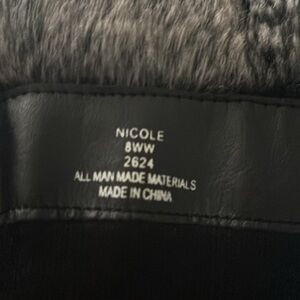 NICOLE
8WW
2624
ALL MAN MADE MATERIALS
MADE IN CHINA